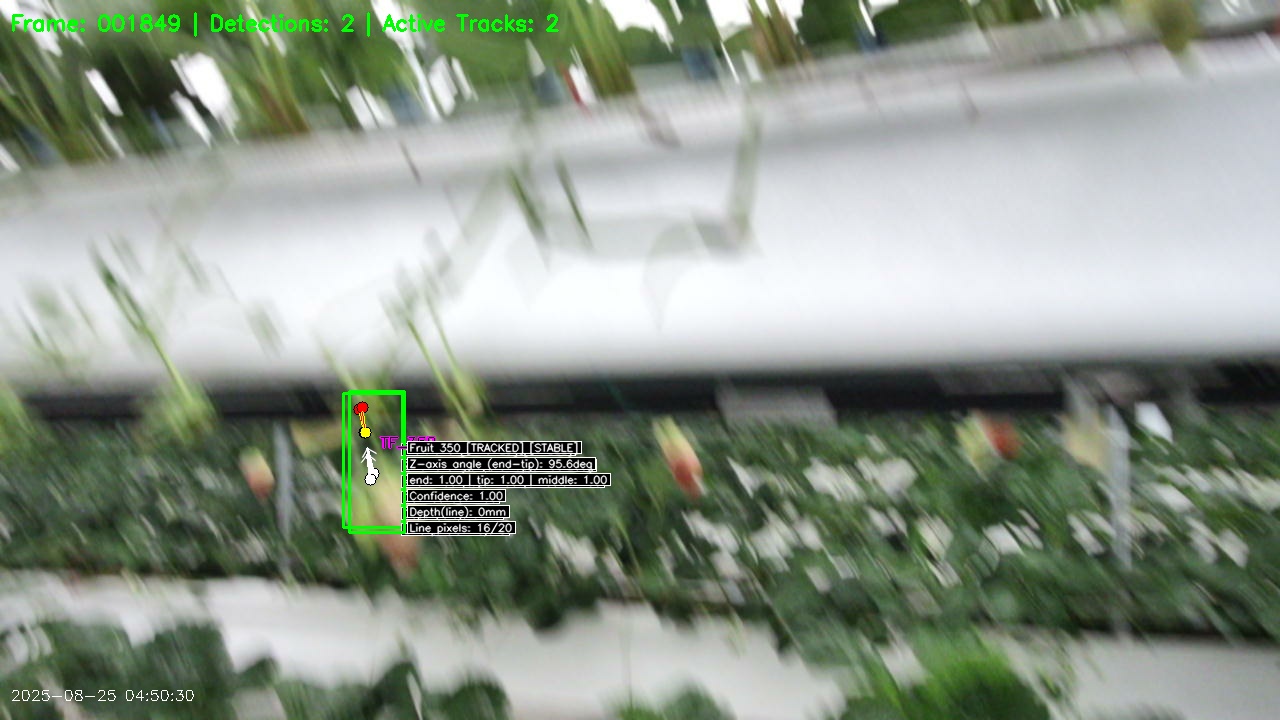 Frame: 001849 | Detections: 2 | Active Tracks: 2
Fruit 350 [TRACKED] [STABLE]
Z-axis angle (end-tip): 95.6deg
end: 1.00 | tip: 1.00 | middle: 1.00
Confidence: 1.00
Depth(line): 0mm
Line pixels: 16/20
2025-08-25 04:50:30